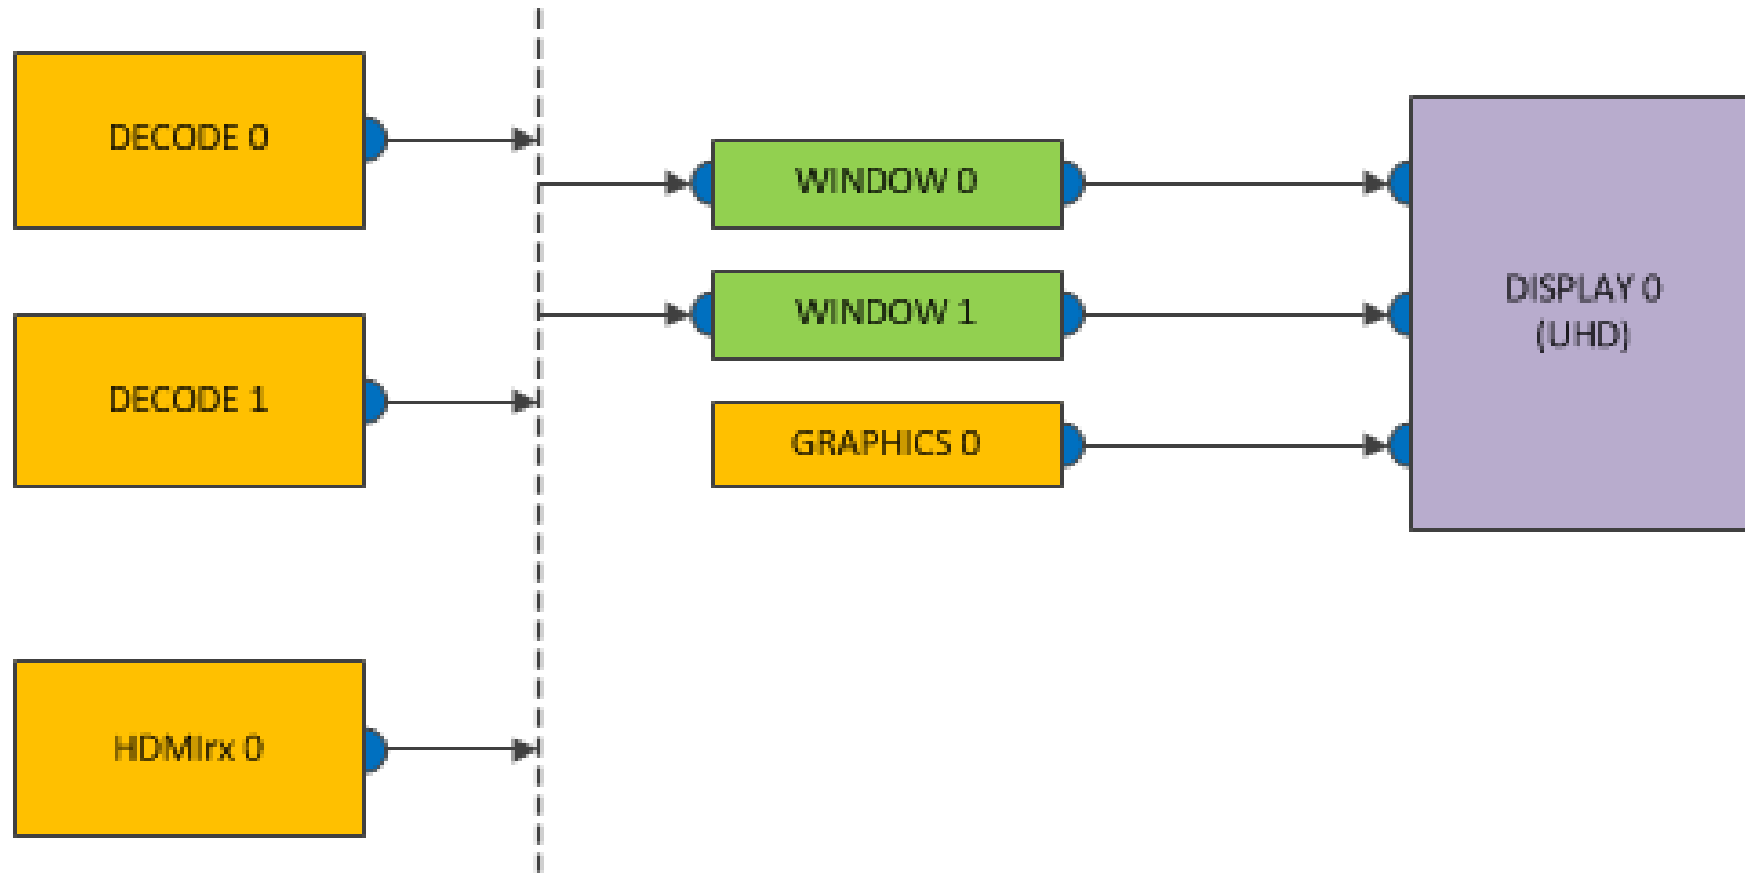 DECODE 0
WINDOW 0
DISPLAY 0
(UHD)
WINDOW 1
DECODE 1
GRAPHICS 0
HDMIrx 0